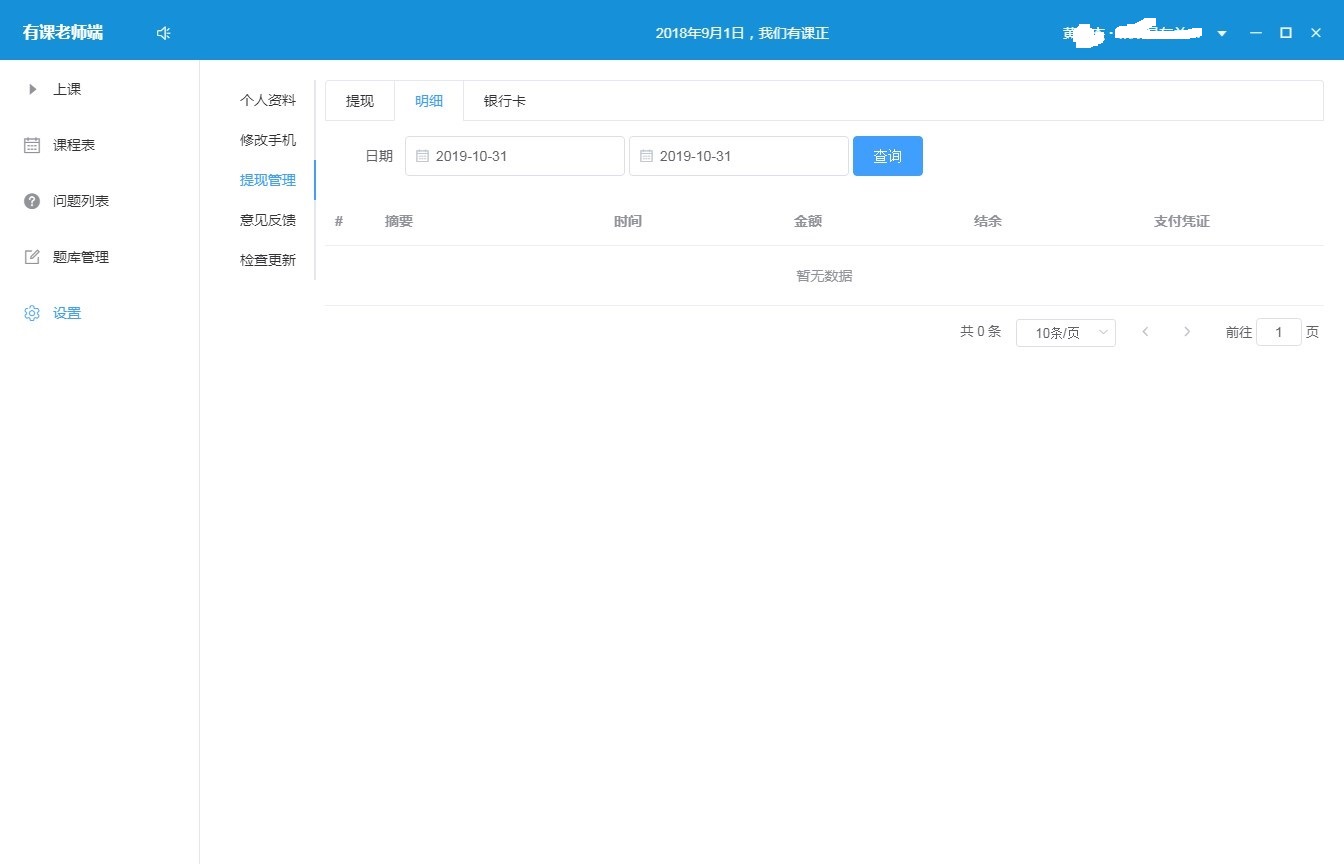 有课老师端
2018年9月1日，我们有课正
黄
上课
课程表
问题列表
题库管理
设置
个人资料
修改手机
提现管理
意见反馈
检查更新
提现 明细 银行卡
日期 2019-10-31 2019-10-31 查询
# 摘要 时间 金额 结余 支付凭证
暂无数据
共 0 条 10条/页 前往 1 页